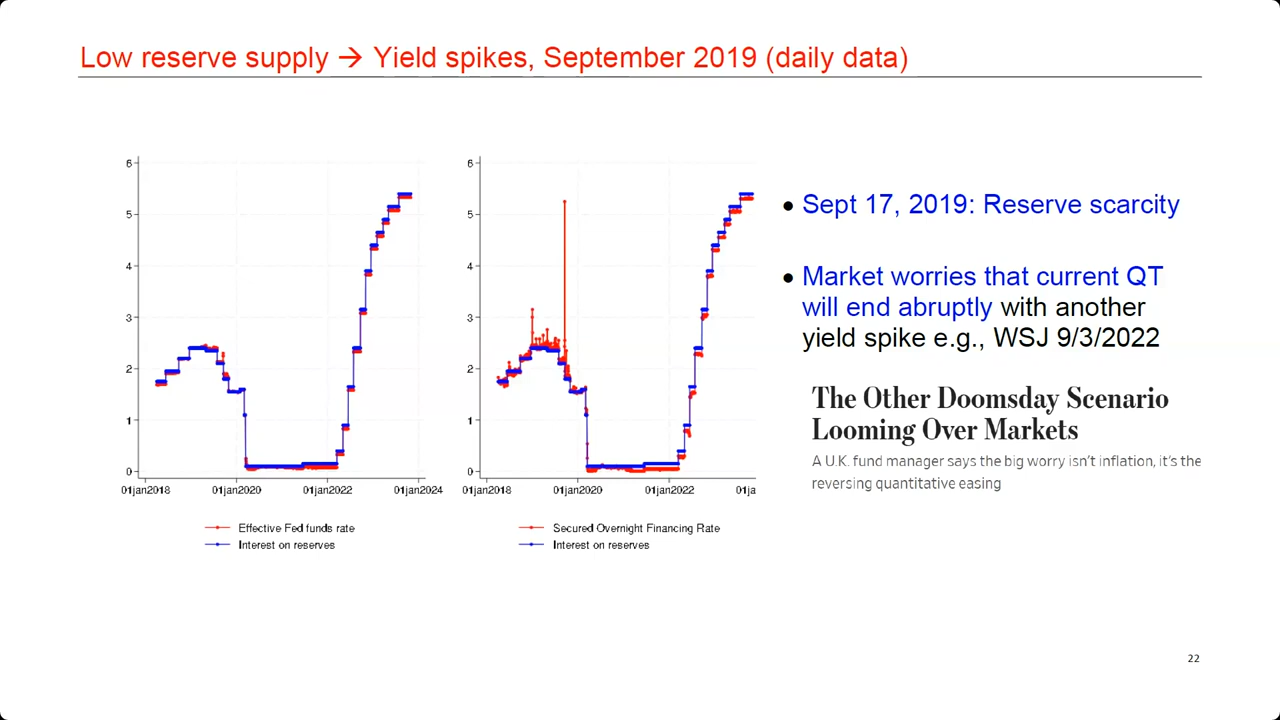 Low reserve supply → Yield spikes, September 2019 (daily data)
6
5
4
3
2
1
0
01jan2018 01jan2020 01jan2022 01jan2024
Effective Fed funds rate
Interest on reserves
6
5
4
3
2
1
0
01jan2018 01jan2020 01jan2022 01ja
Secured Overnight Financing Rate
Interest on reserves
• Sept 17, 2019: Reserve scarcity
• Market worries that current QT
will end abruptly with another
yield spike e.g., WSJ 9/3/2022
The Other Doomsday Scenario
Looming Over Markets
A U.K. fund manager says the big worry isn't inflation, it's the
reversing quantitative easing
22